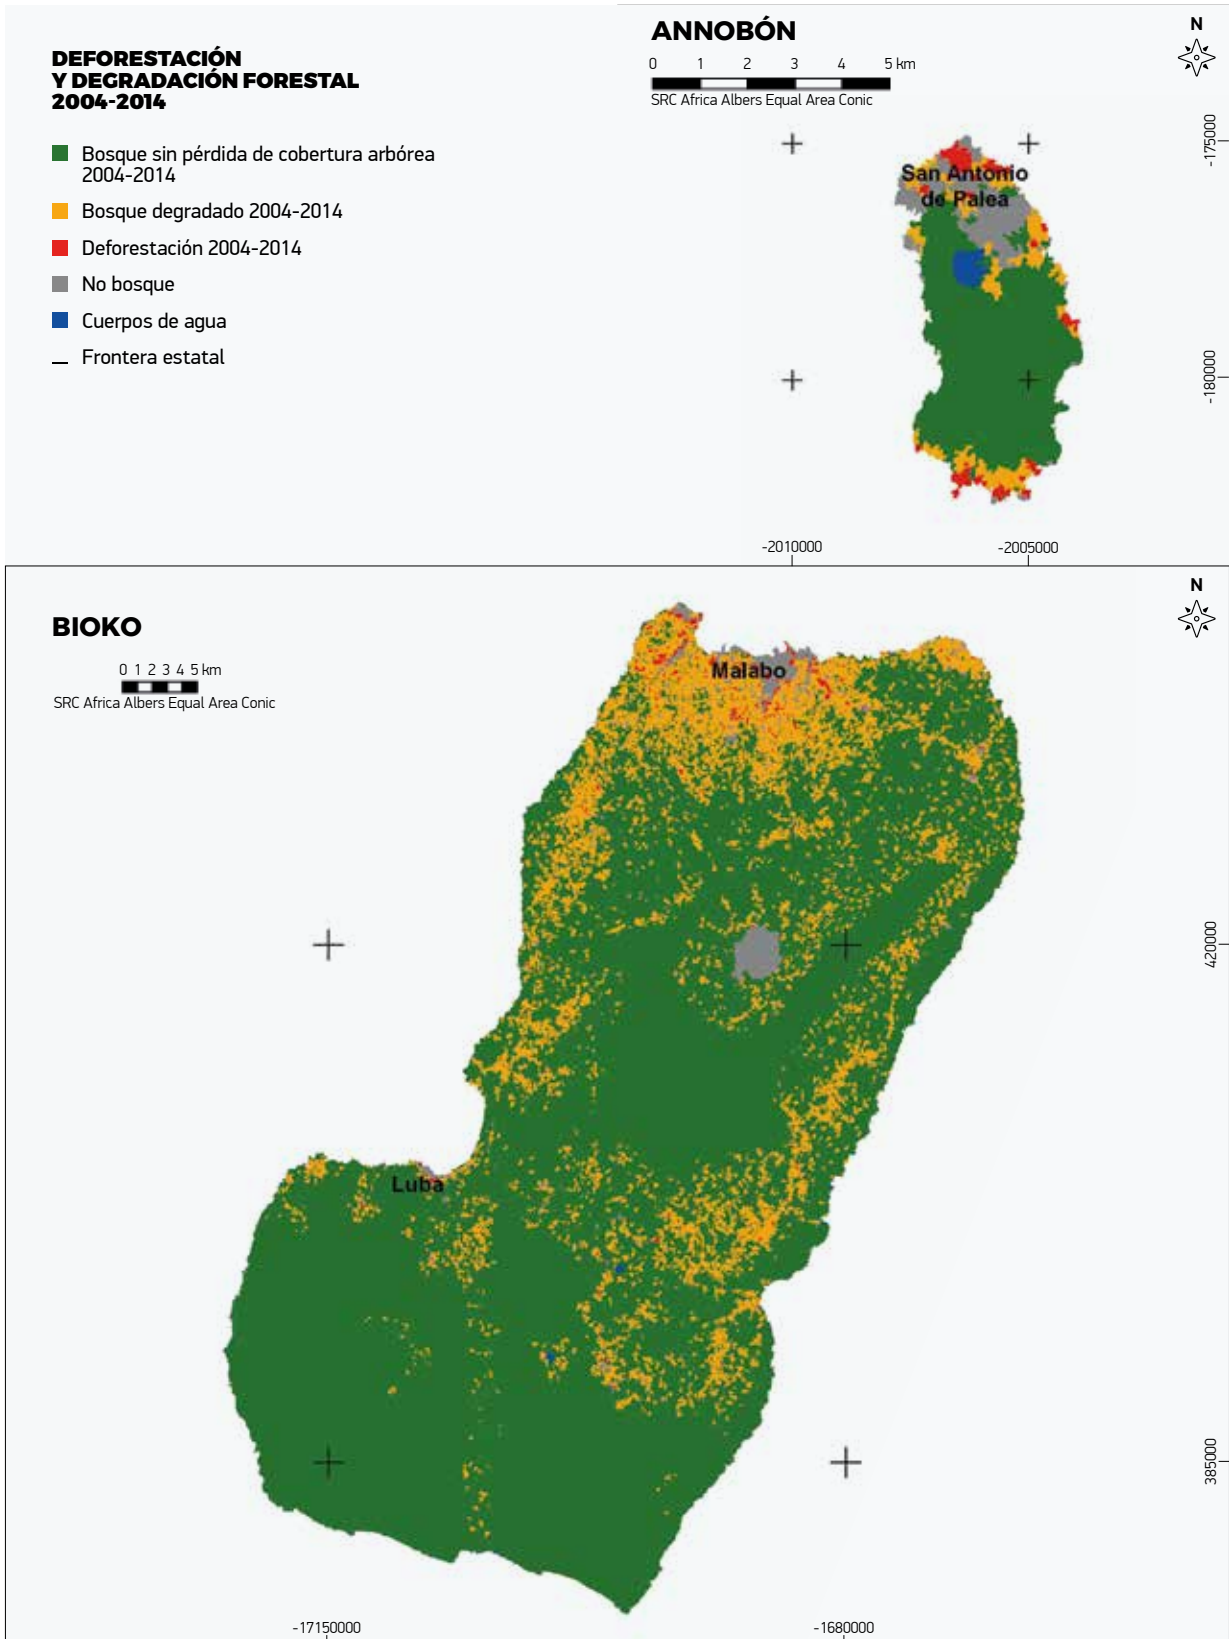 DEFORESTACIÓN
Y DEGRADACIÓN FORESTAL
2004-2014
Bosque sin pérdida de cobertura arbórea
2004-2014
Bosque degradado 2004-2014
Deforestación 2004-2014
No bosque
Cuerpos de agua
Frontera estatal
ANNOBÓN
0 1 2 3 4 5 km
SRC Africa Albers Equal Area Conic
N
San Antonio
de Palea
-175000
-180000
-2010000
-2005000
BIOKO
0 1 2 3 4 5 km
SRC Africa Albers Equal Area Conic
N
Malabo
Luba
420000
385000
-17150000
-1680000